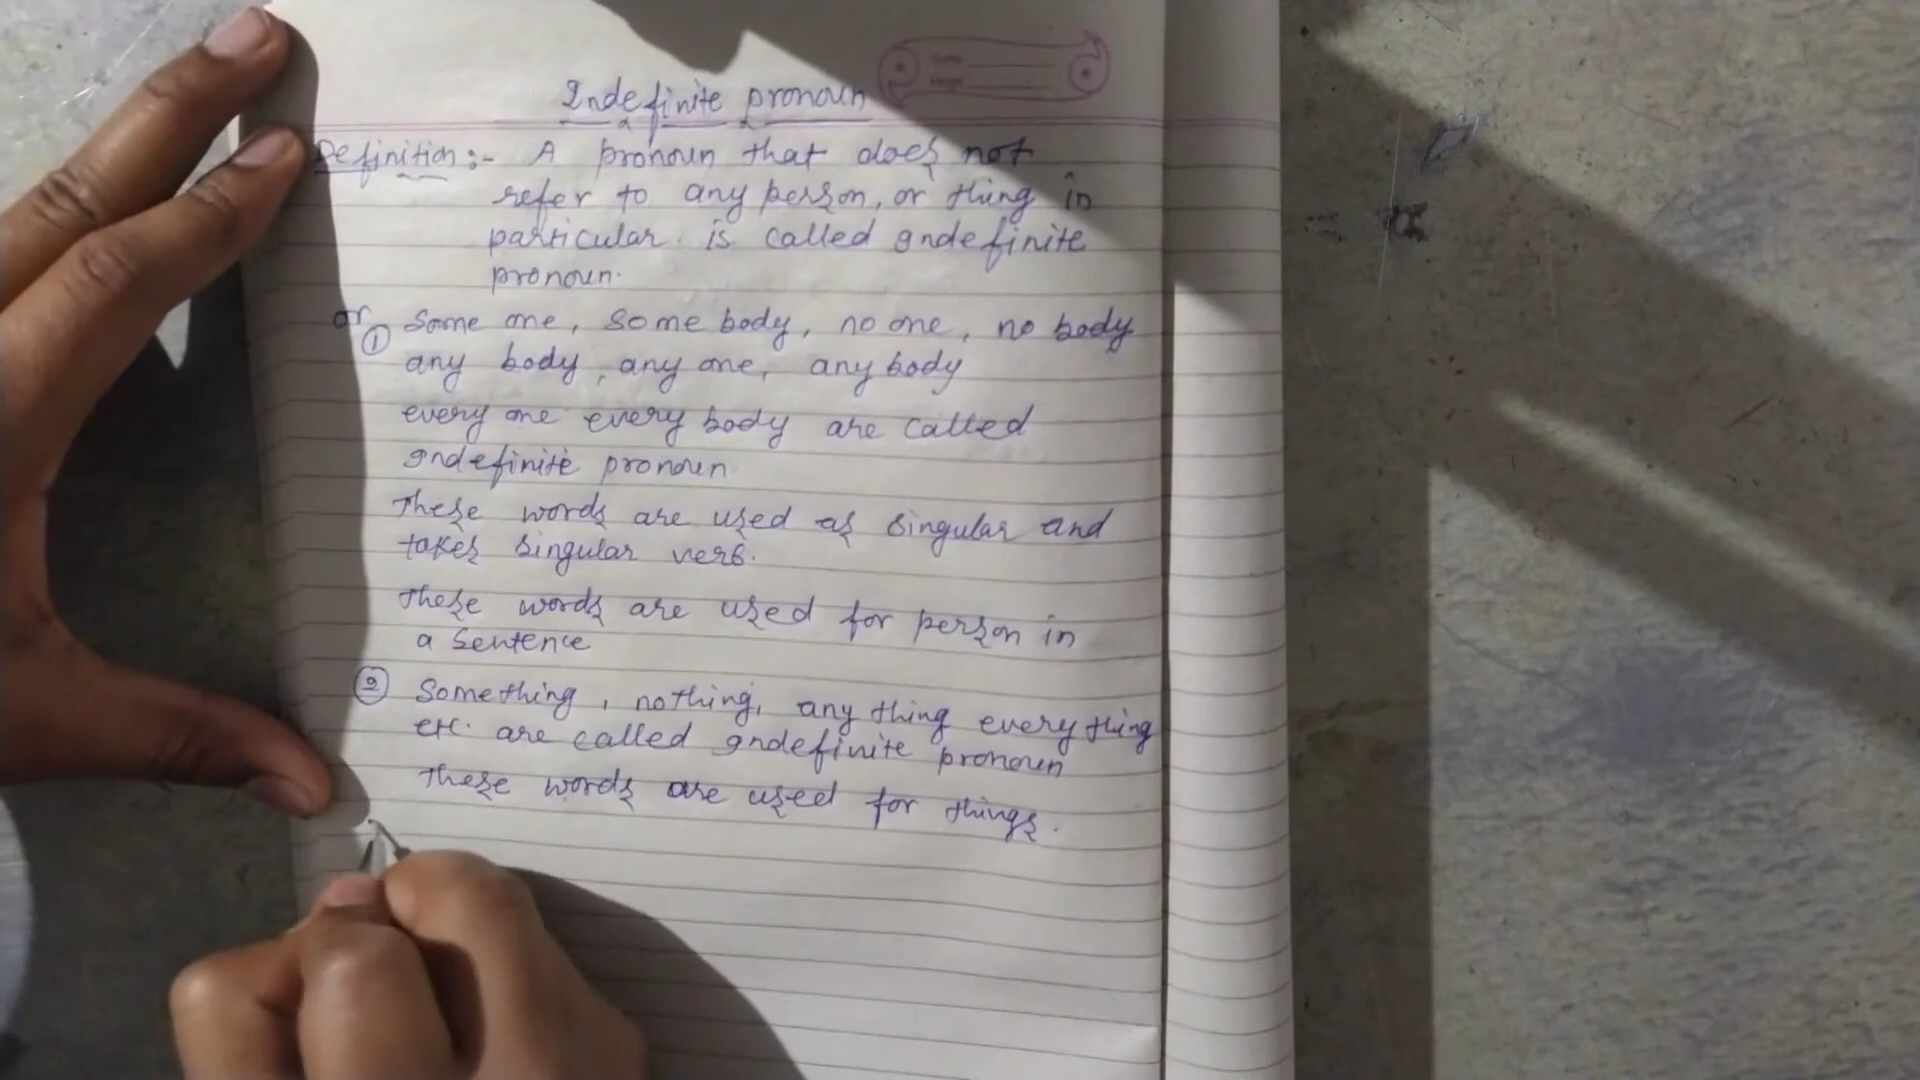 Indefinite pronoun
Definition :- A pronoun that does not
refer to any person, or thing in
particular. is called Indefinite
pronoun.
or
① Some one, some body, no one, no body
any body, any one, any body
every one every body are called
Indefinite pronoun
These words are used as singular and
takes singular verb.
These words are used for person in
a sentence
② Something, nothing, any thing every thing
etc. are called Indefinite pronoun
These words are used for things.